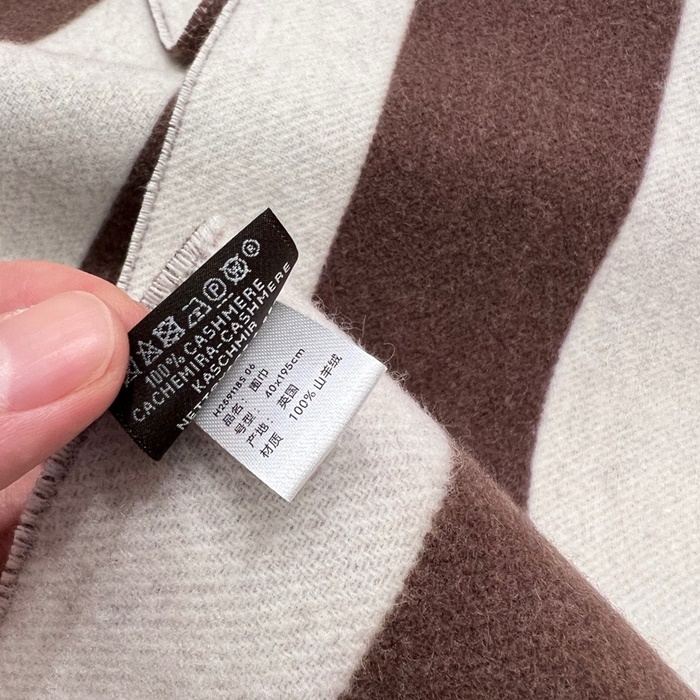 ®
100% CASHMERE
CACHEMIRA-CASHMERE
KASCHMIR
H269118S 06
品名: 围巾
号型: 40x195cm
产地: 英国
材质 100% 山羊绒